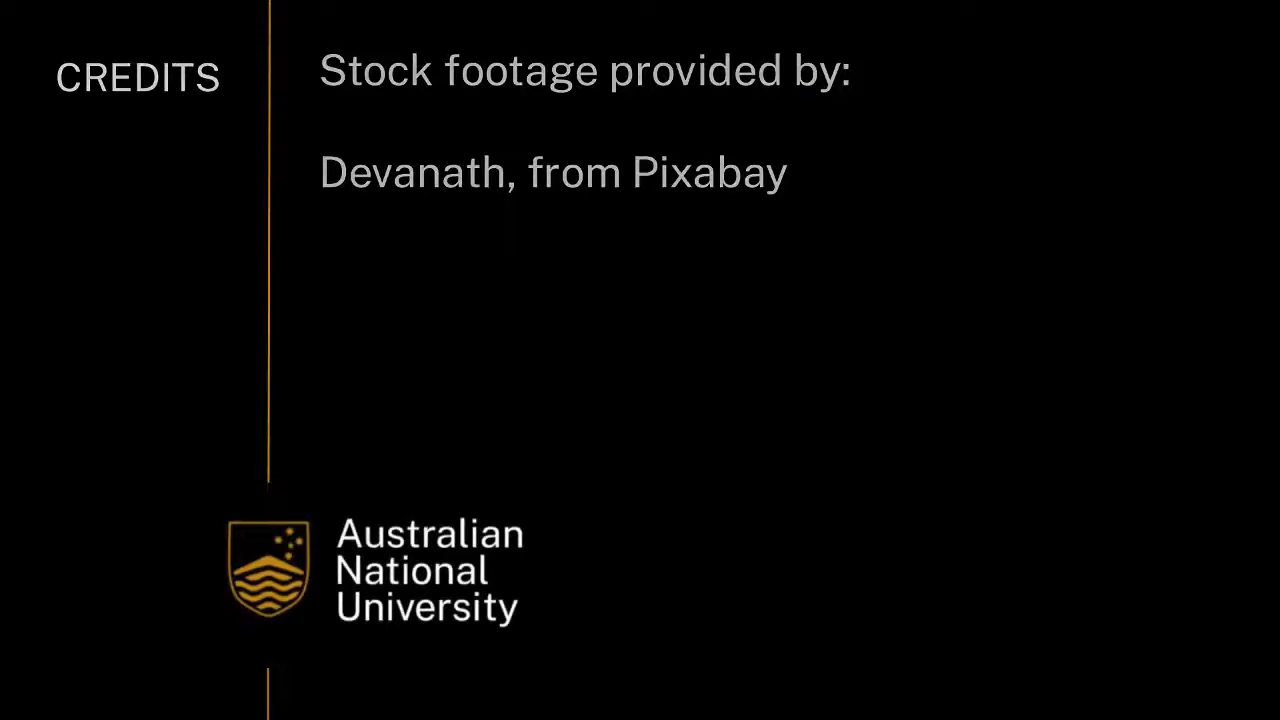 CREDITS
Stock footage provided by:
Devanath, from Pixabay
Australian
National
University